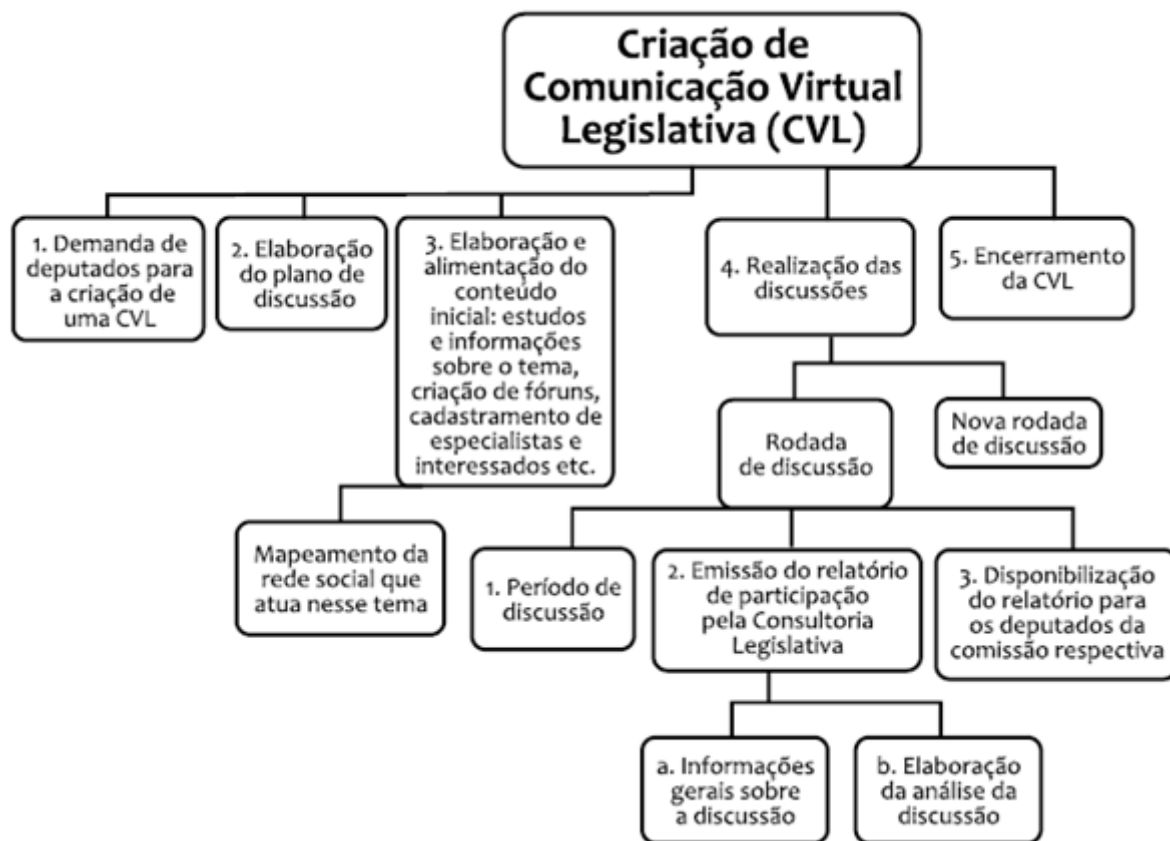 Criação de
Comunicação Virtual
Legislativa (CVL)
1. Demanda de
deputados para
a criação de
uma CVL
2. Elaboração
do plano de
discussão
3. Elaboração e
alimentação do
conteúdo
inicial: estudos
e informações
sobre o tema,
criação de fóruns,
cadastramento de
especialistas e
interessados etc.
4. Realização das
discussões
5. Encerramento
da CVL
Mapeamento da
rede social que
atua nesse tema
Rodada
de discussão
Nova rodada
de discussão
1. Período de
discussão
2. Emissão do relatório
de participação
pela Consultoria
Legislativa
3. Disponibilização
do relatório para
os deputados da
comissão respectiva
a. Informações
gerais sobre
a discussão
b. Elaboração
da análise da
discussão